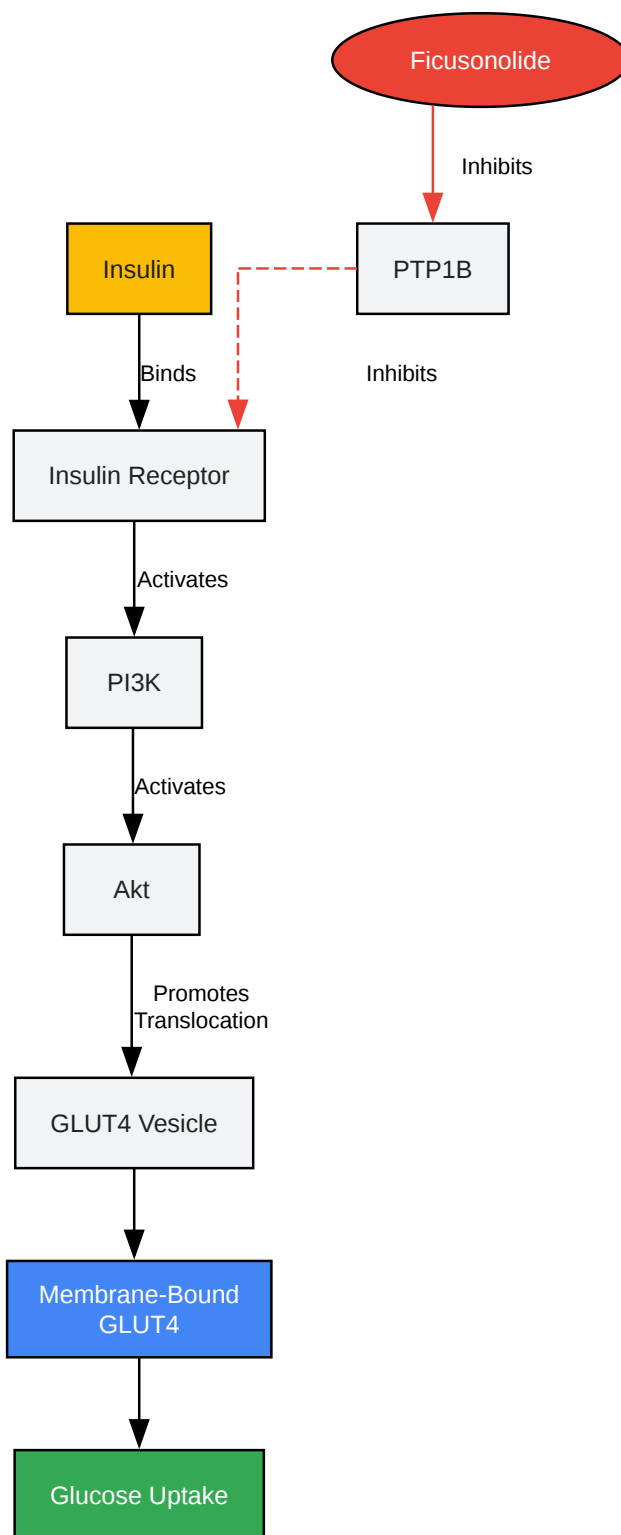 Ficusonolide
Inhibits
Insulin
PTP1B
Binds
Inhibits
Insulin Receptor
Activates
PI3K
Activates
Akt
Promotes
Translocation
GLUT4 Vesicle
Membrane-Bound
GLUT4
Glucose Uptake